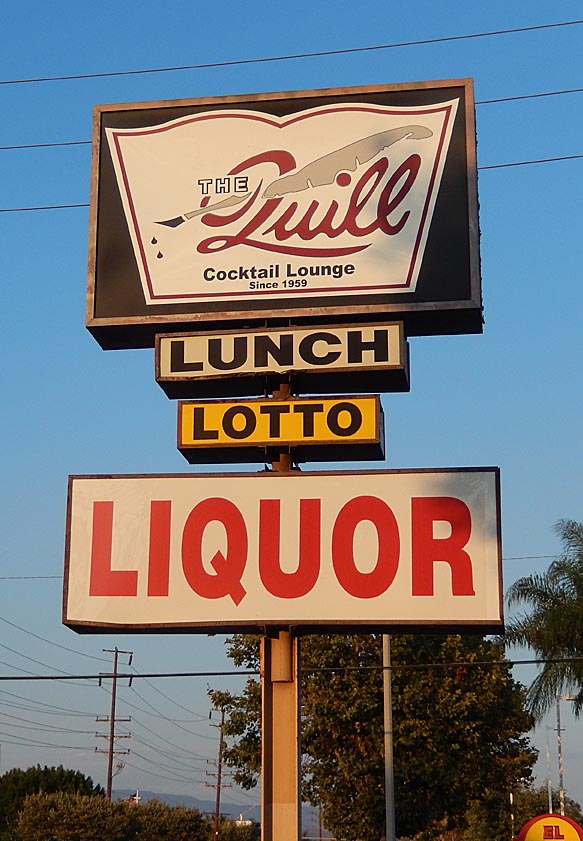 THE
Quill
Cocktail Lounge
Since 1959
LUNCH
LOTTO
LIQUOR
EL